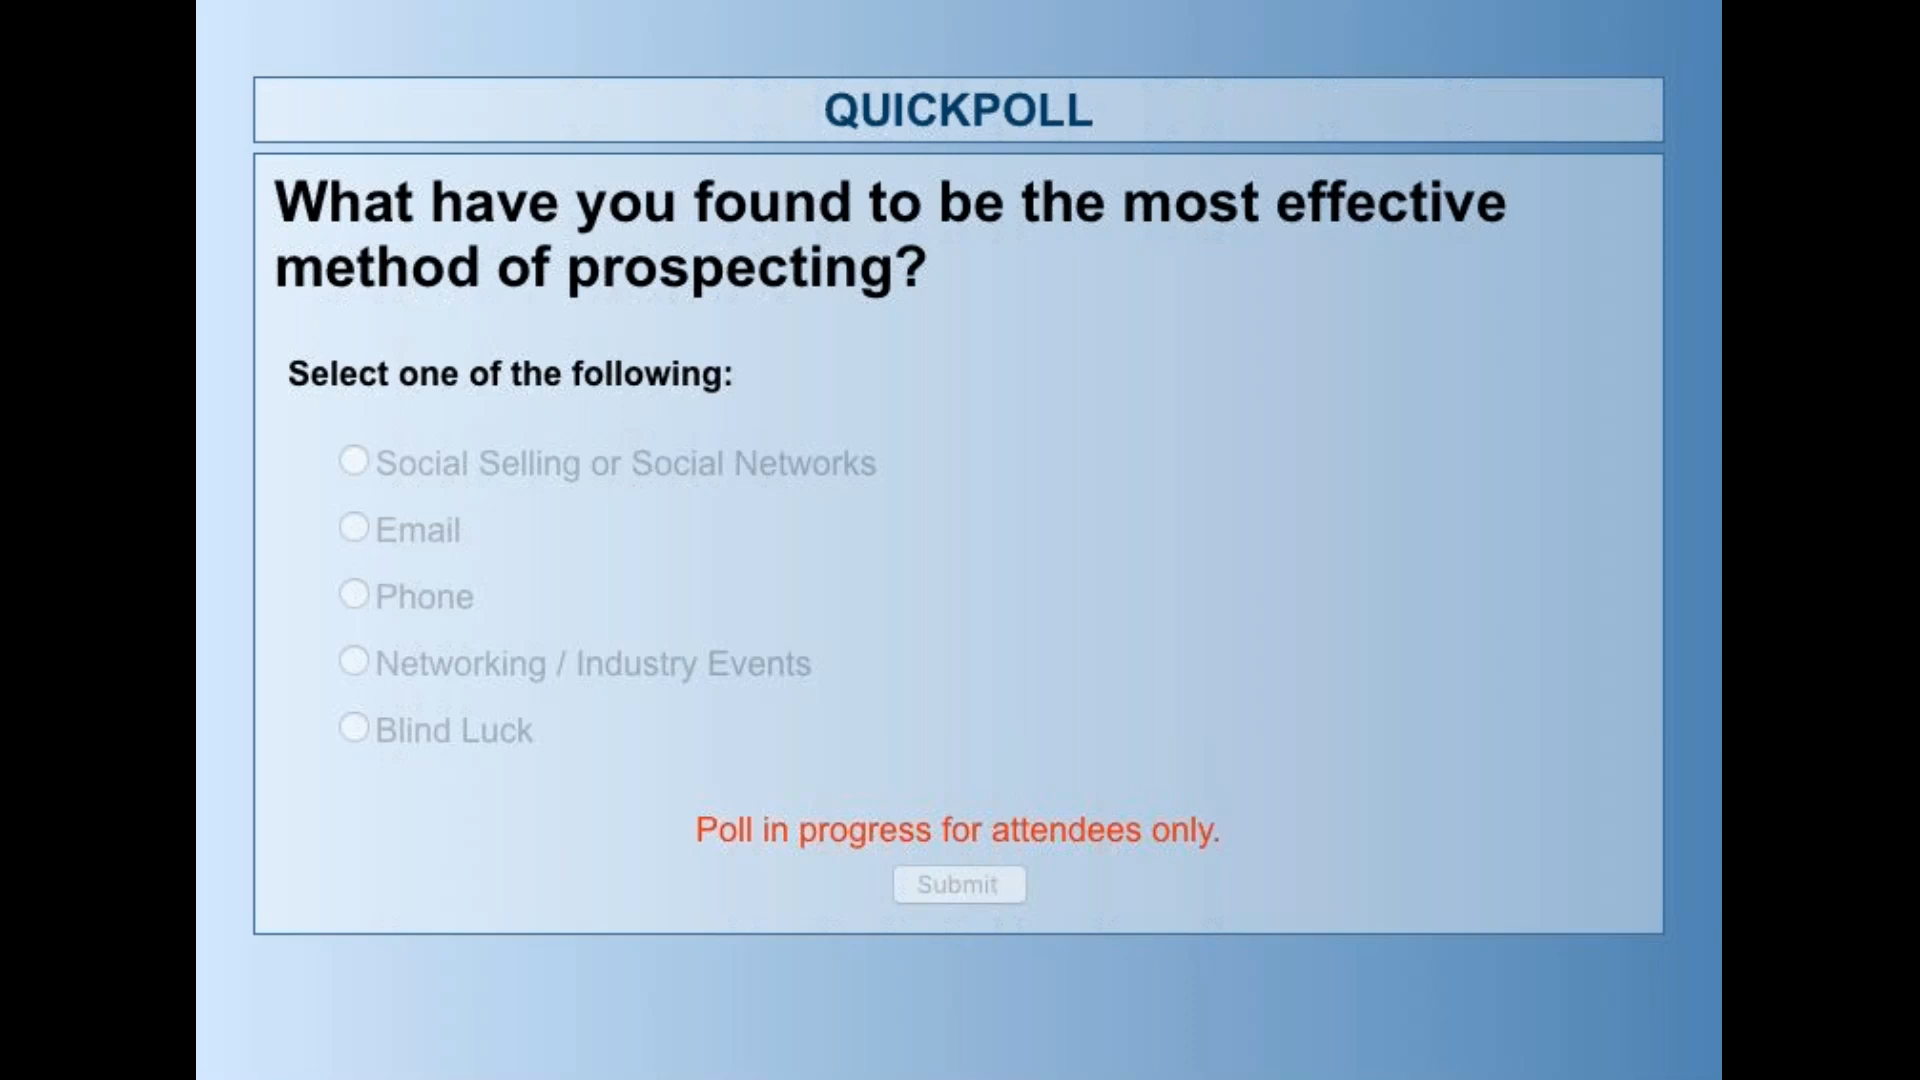 QUICKPOLL
What have you found to be the most effective
method of prospecting?
Select one of the following:
Social Selling or Social Networks
Email
Phone
Networking / Industry Events
Blind Luck
Poll in progress for attendees only.
Submit